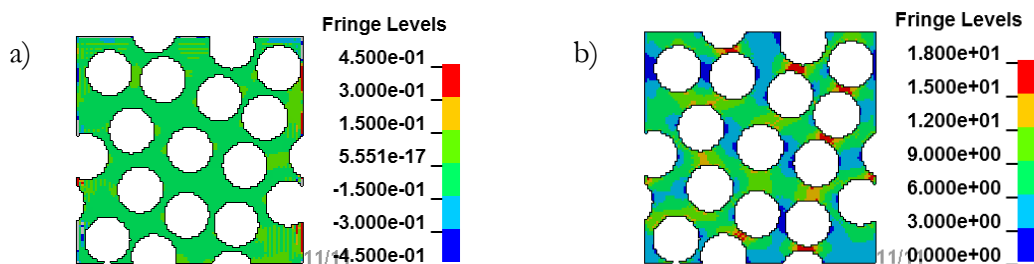 a)
Fringe Levels
4.500e-01
3.000e-01
1.500e-01
5.551e-17
-1.500e-01
-3.000e-01
-4.500e-01
b)
Fringe Levels
1.800e+01
1.500e+01
1.200e+01
9.000e+00
6.000e+00
3.000e+00
0.000e+00